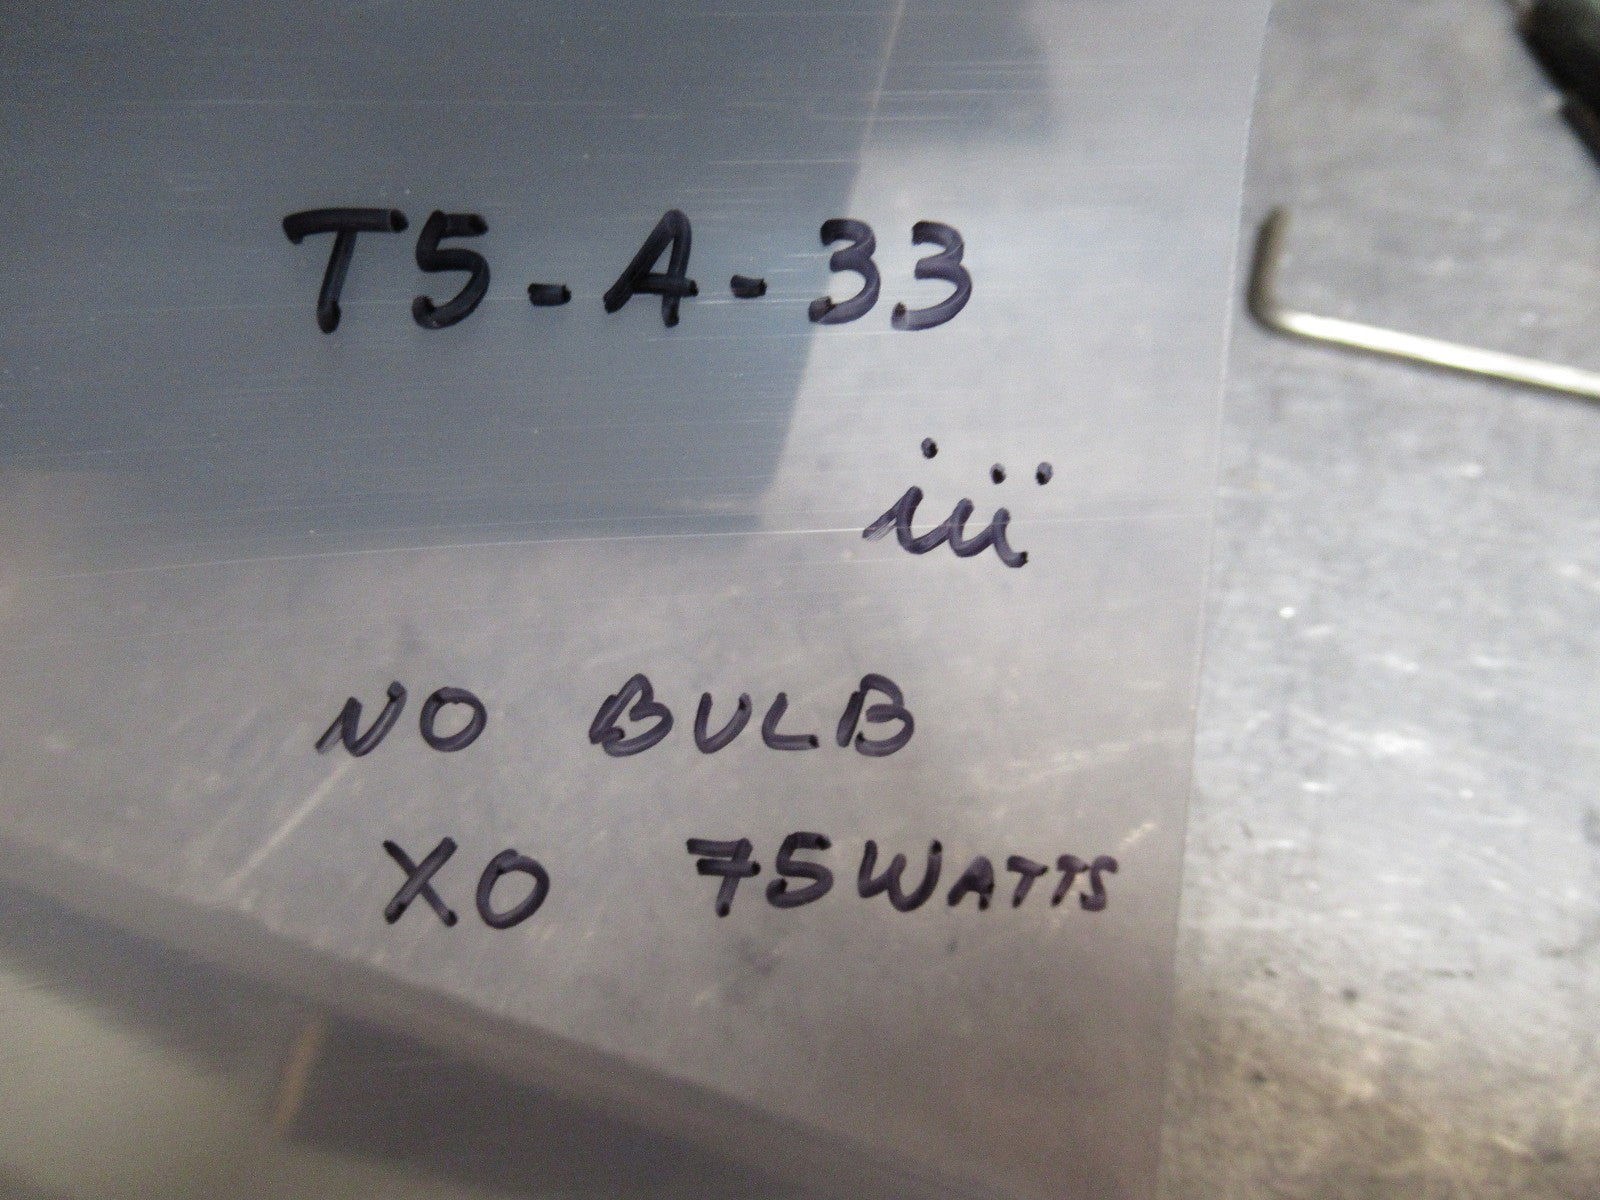 T5-A-33
iii
NO BULB
XO 75WATTS